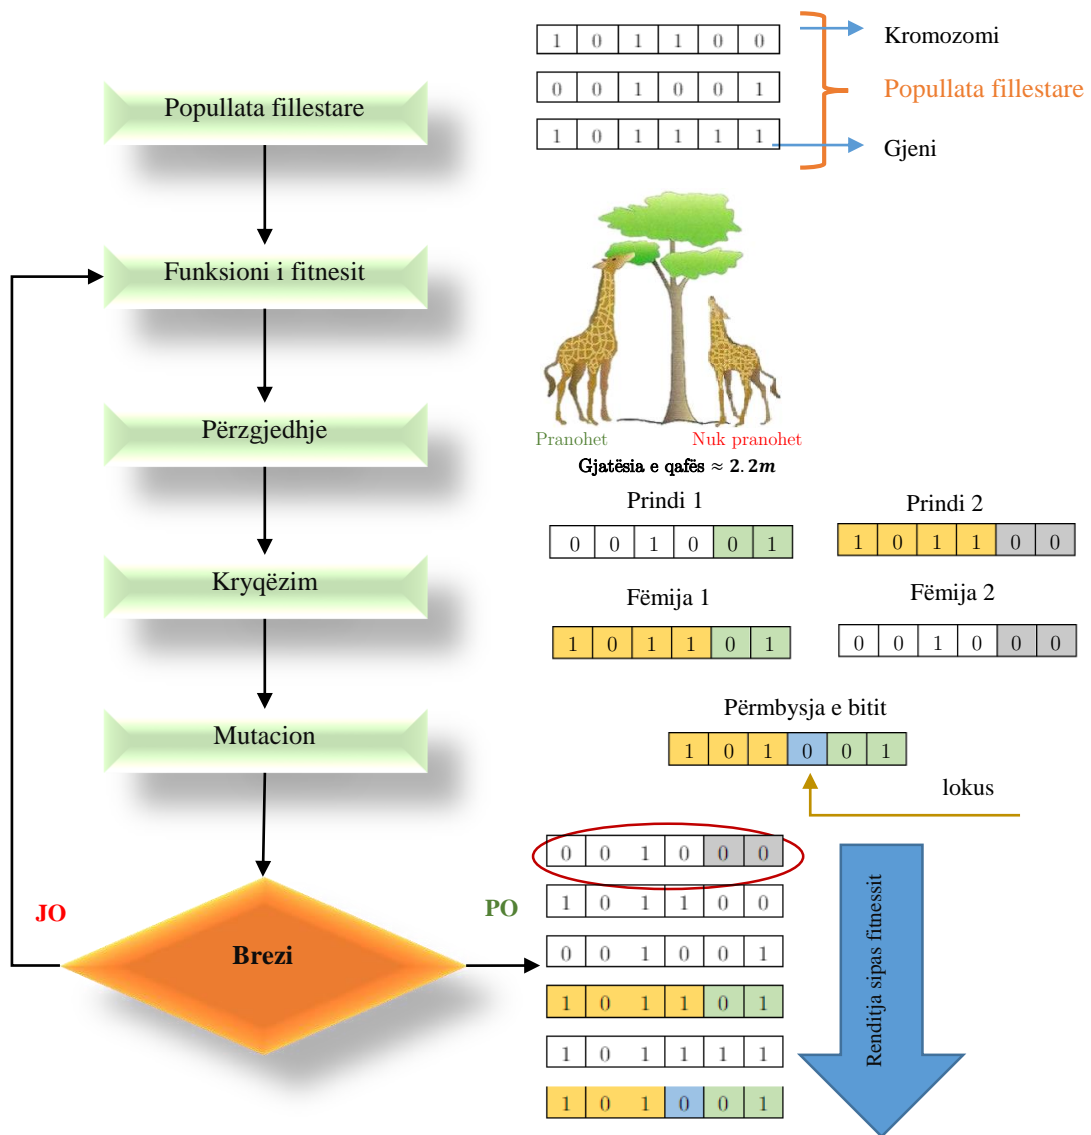 1 0 1 1 0 0
Kromozomi
0 0 1 0 0 1
Popullata fillestare
1 0 1 1 1 1
Gjeni
Popullata fillestare
Funksioni i fitnesit
Përzgjedhje
Kryqëzim
Mutacion
Brezi
JO
PO
Pranohet
Nuk pranohet
Gjatësia e qafës ≈ 2.2m
Prindi 1
Prindi 2
0 0 1 0 0 1
1 0 1 1 0 0
Fëmija 1
Fëmija 2
1 0 1 1 0 1
0 0 1 0 0 0
Përmbysja e bitit
1 0 1 0 0 1
lokus
0 0 1 0 0 0
1 0 1 1 0 0
0 0 1 0 0 1
1 0 1 1 0 1
1 0 1 1 1 1
1 0 1 0 0 1
Renditja sipas fitnessit